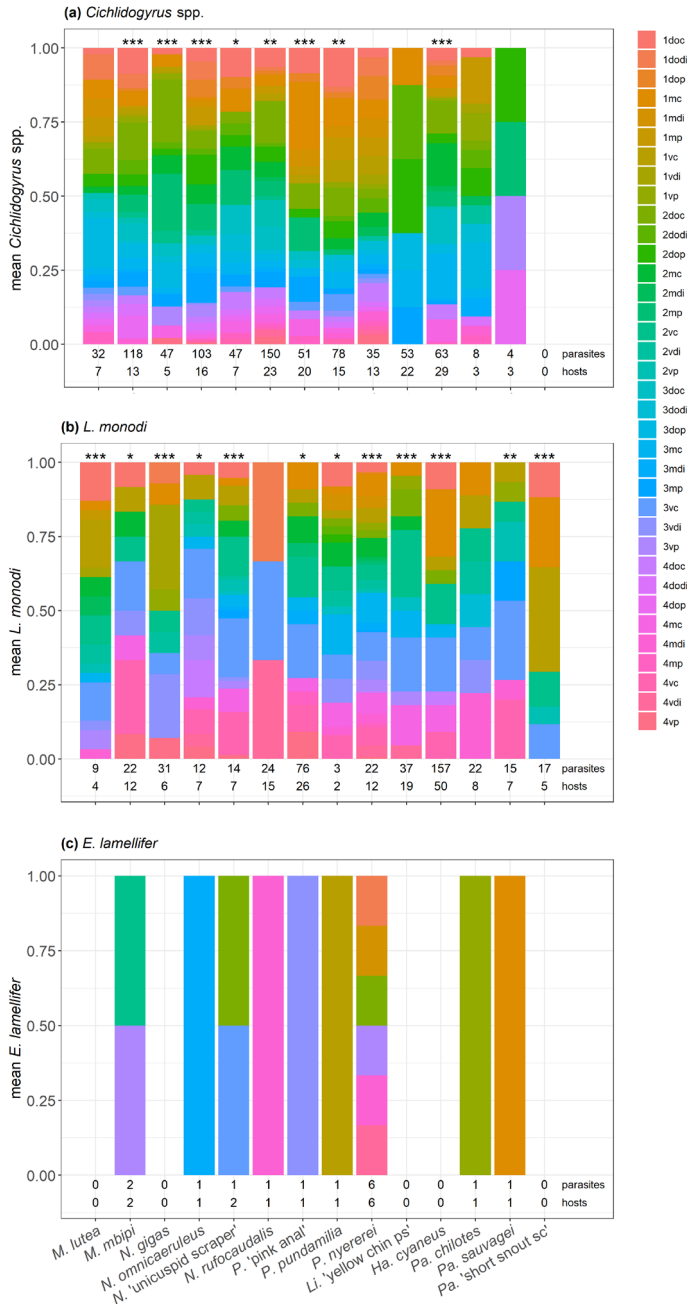 (a) Cichlidogyrus spp.
*** *** *** * ** *** ** ***
1.00
0.75
0.50
0.25
0.00
mean Cichlidogyrus spp.
32 118 47 103 47 150 51 78 35 53 63 8 4 0 parasites
7 13 5 16 7 23 20 15 13 22 29 3 3 0 hosts
(b) L. monodi
*** * *** * *** * * *** *** *** ** ***
1.00
0.75
0.50
0.25
0.00
mean L. monodi
9 22 31 12 14 24 76 3 22 37 157 22 15 17 parasites
4 12 6 7 7 15 26 2 12 19 50 8 7 5 hosts
(c) E. lamellifer
1.00
0.75
0.50
0.25
0.00
mean E. lamellifer
0 2 0 1 1 1 1 1 6 0 0 1 1 0 parasites
0 2 0 1 2 1 1 1 6 0 0 1 1 0 hosts
M. lutea
M. mbipi
N. gigas
N. omnicaeruleus
N. 'unicuspid scraper'
N. rufocaudalis
P. 'pink anal'
P. pundamilia
P. nyererei
Li. 'yellow chin ps'
Ha. cyaneus
Pa. chilotes
Pa. sauvagei
Pa. 'short snout sc'
1doc
1dodi
1dop
1mc
1mdi
1mp
1vc
1vdi
1vp
2doc
2dodi
2dop
2mc
2mdi
2mp
2vc
2vdi
2vp
3doc
3dodi
3dop
3mc
3mdi
3mp
3vc
3vdi
3vp
4doc
4dodi
4dop
4mc
4mdi
4mp
4vc
4vdi
4vp